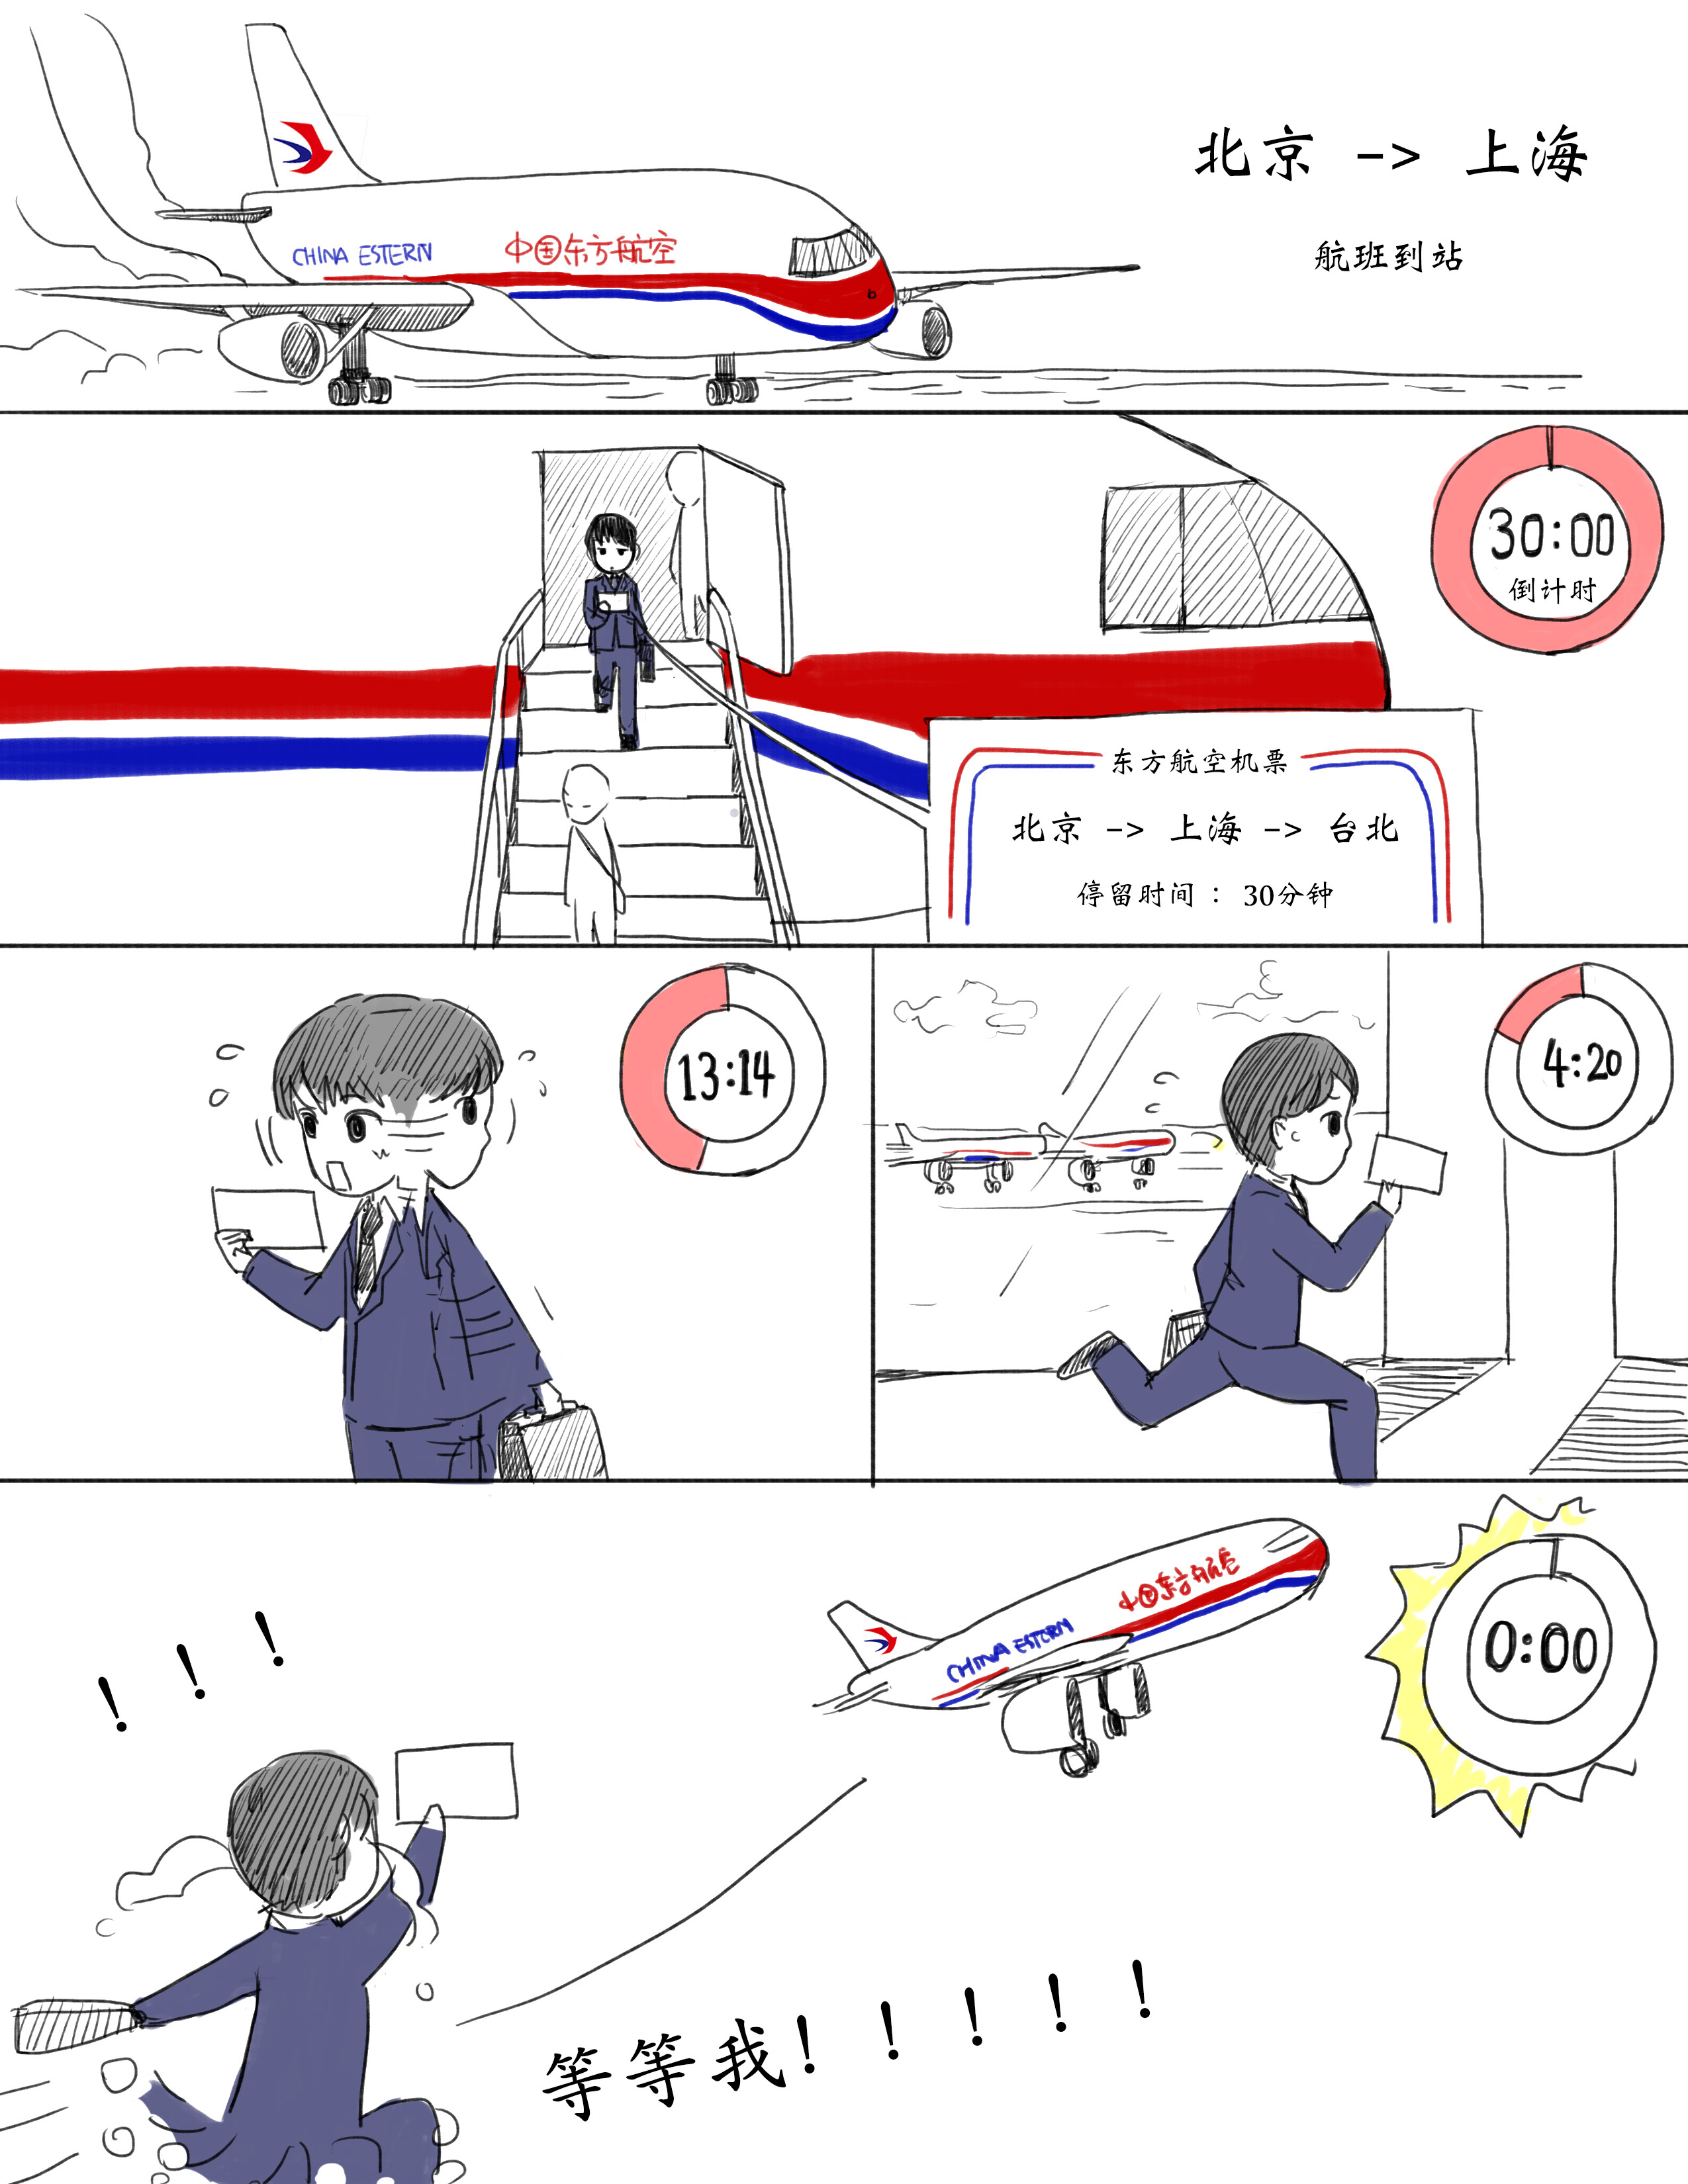 北京 -> 上海
航班到站
CHINA ESTERN 中国东方航空
30:00
倒计时
东方航空机票
北京 -> 上海 -> 台北
停留时间 : 30分钟
13:14
4:20
中国东方航空
CHINA ESTERN
0:00
! ! !
等等我! ! ! ! !